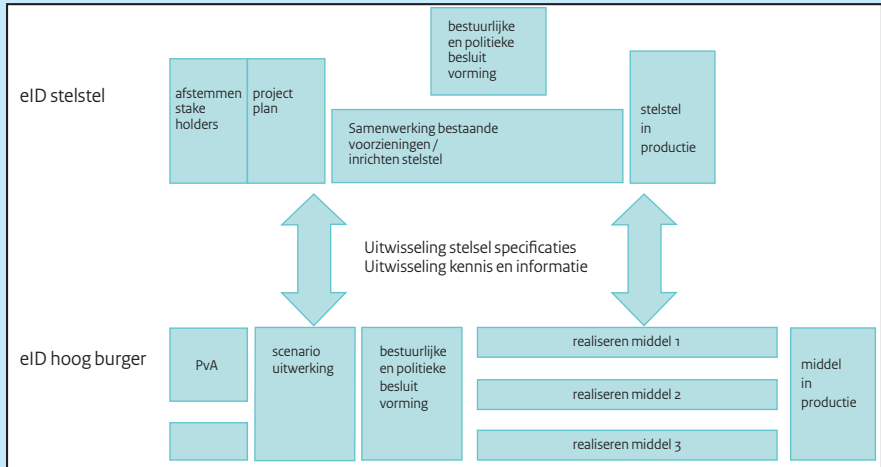 bestuurlijke
en politieke
besluit
vorming
eID stelstel
afstemmen
stake
holders
project
plan
Samenwerking bestaande
voorzieningen /
inrichten stelstel
stelstel
in
productie
Uitwisseling stelsel specificaties
Uitwisseling kennis en informatie
eID hoog burger
PvA
scenario
uitwerking
bestuurlijke
en politieke
besluit
vorming
realiseren middel 1
realiseren middel 2
realiseren middel 3
middel
in
productie